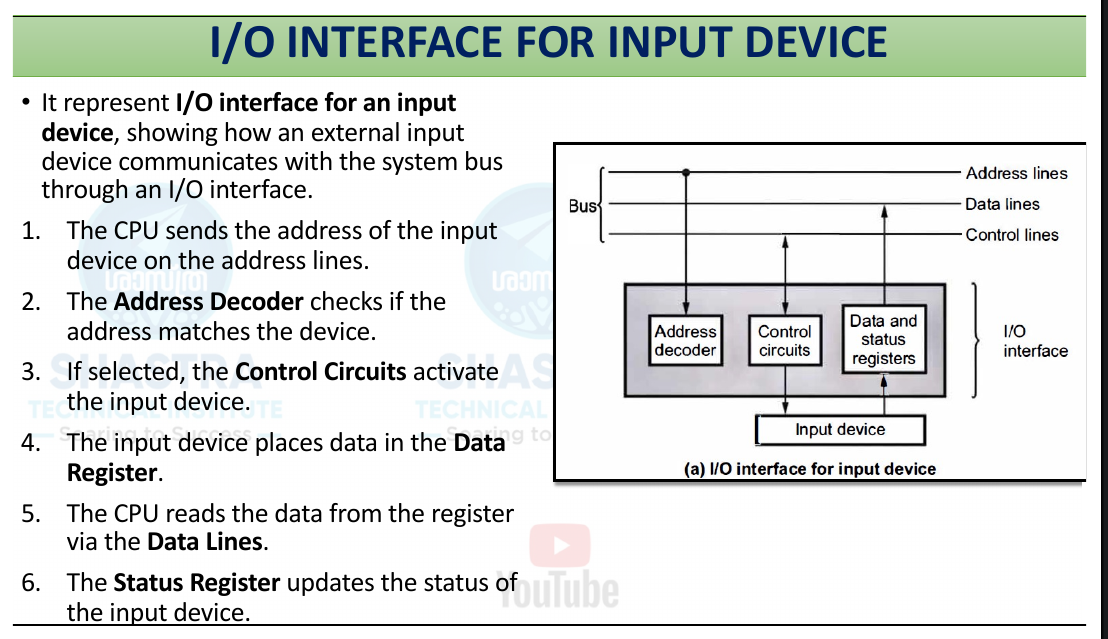 I/O INTERFACE FOR INPUT DEVICE
• It represent I/O interface for an input
device, showing how an external input
device communicates with the system bus
through an I/O interface.
1. The CPU sends the address of the input
device on the address lines.
2. The Address Decoder checks if the
address matches the device.
3. If selected, the Control Circuits activate
the input device.
4. The input device places data in the Data
Register.
5. The CPU reads the data from the register
via the Data Lines.
6. The Status Register updates the status of
the input device.
Bus
Address lines
Data lines
Control lines
Address
decoder
Control
circuits
Data and
status
registers
I/O
interface
Input device
(a) I/O interface for input device
SHASTRA
TECHNICAL INSTITUTE
Soaring to Success
SHAS
TECHNICAL
Soaring to
YouTube